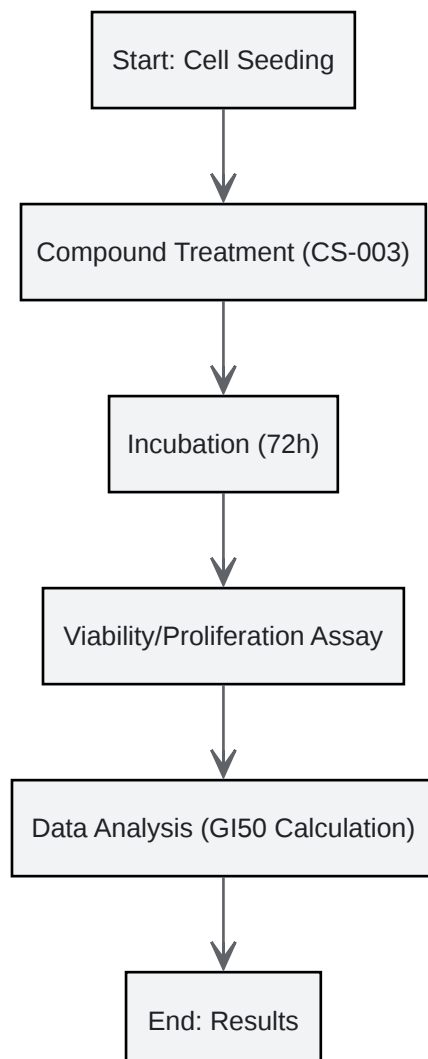 Start: Cell Seeding
Compound Treatment (CS-003)
Incubation (72h)
Viability/Proliferation Assay
Data Analysis (GI50 Calculation)
End: Results